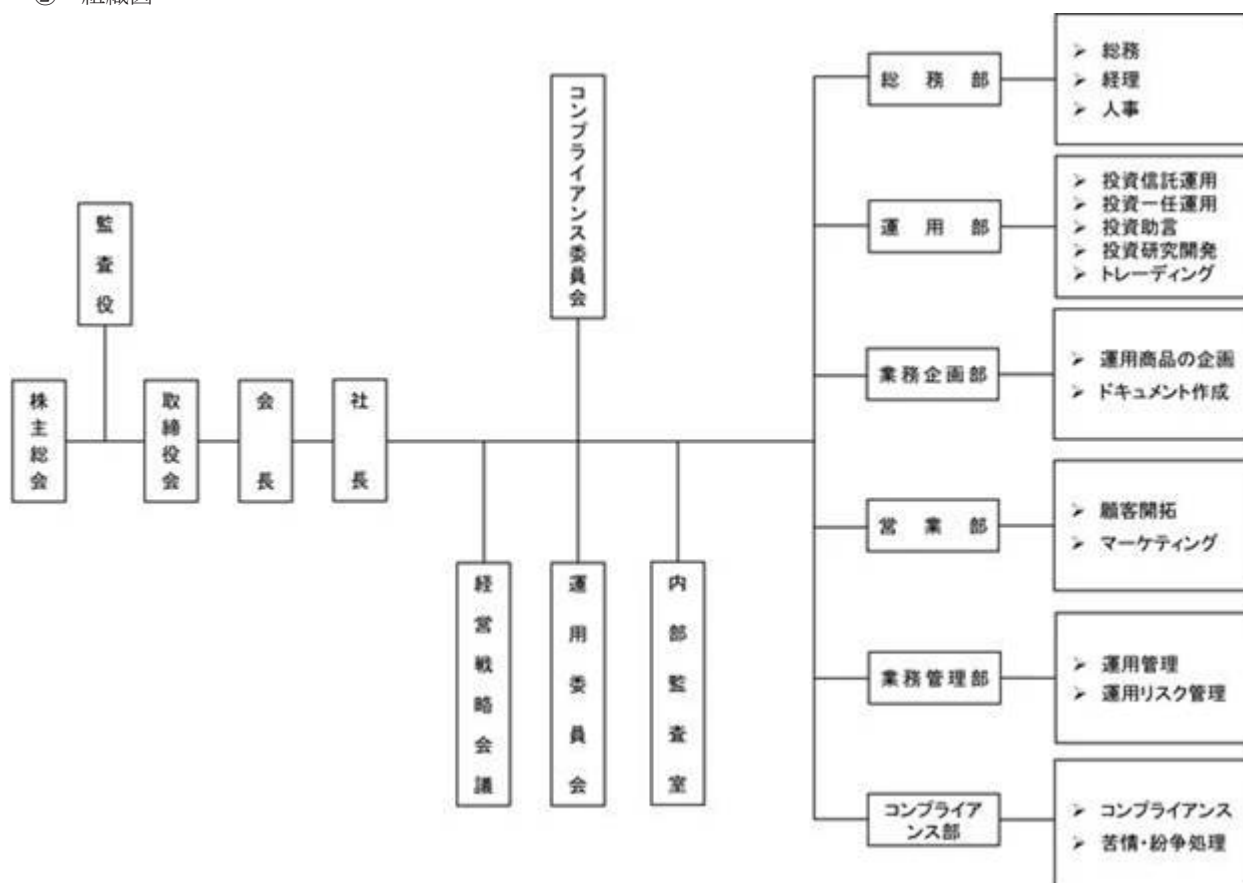 組織図
株主総会
監査役
取締役会
会長
社長
コンプライアンス委員会
経営戦略会議
運用委員会
内部監査室
総務部
➢ 総務
➢ 経理
➢ 人事
運用部
➢ 投資信託運用
➢ 投資一任運用
➢ 投資助言
➢ 投資研究開発
➢ トレーディング
業務企画部
➢ 運用商品の企画
➢ ドキュメント作成
営業部
➢ 顧客開拓
➢ マーケティング
業務管理部
➢ 運用管理
➢ 運用リスク管理
コンプライア
ンス部
➢ コンプライアンス
➢ 苦情・紛争処理